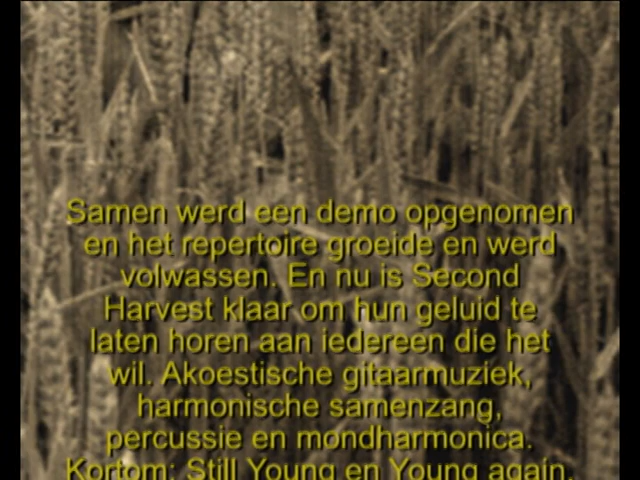 Samen werd een demo opgenomen
en het repertoire groeide en werd
volwassen. En nu is Second
Harvest klaar om hun geluid te
laten horen aan iedereen die het
wil. Akoestische gitaarmuziek,
harmonische samenzang,
percussie en mondharmonica.
Kortom: Still Young en Young again.